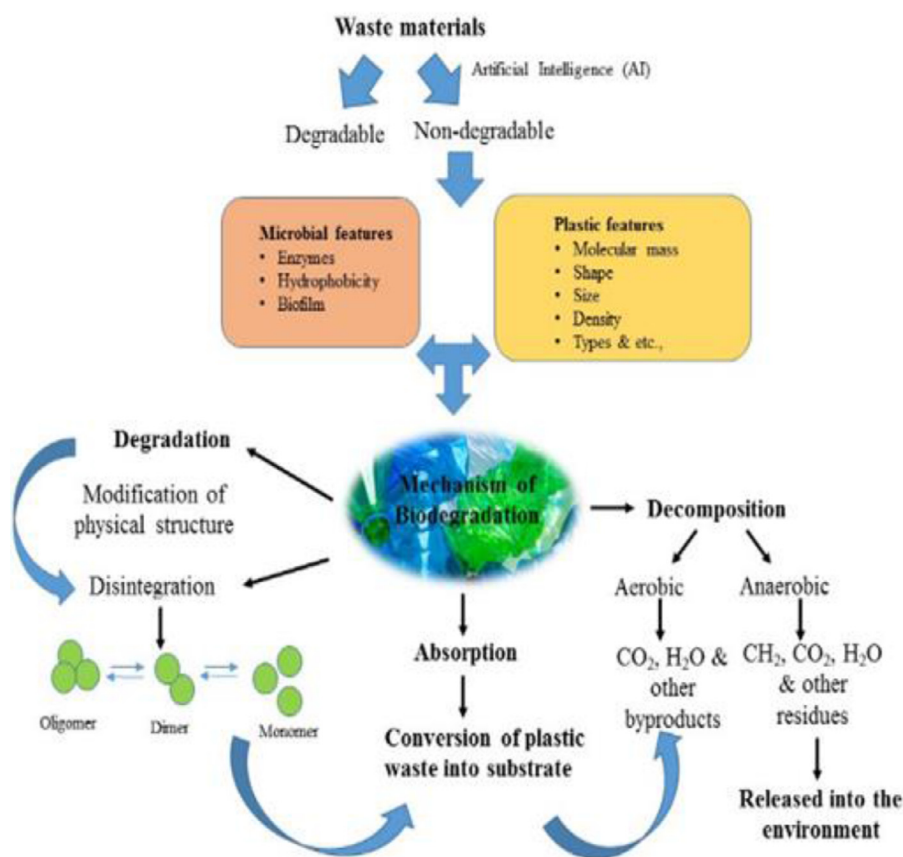 Waste materials
Artificial Intelligence (AI)
Degradable
Non-degradable
Microbial features
• Enzymes
• Hydrophobicity
• Biofilm
Plastic features
• Molecular mass
• Shape
• Size
• Density
• Types & etc.,
Degradation
Modification of
physical structure
Disintegration
Oligomer
Dimer
Monomer
Mechanism of
Biodegradation
Absorption
Conversion of plastic
waste into substrate
Decomposition
Aerobic
CO₂, H₂O &
other
byproducts
Anaerobic
CH₂, CO₂, H₂O
& other
residues
Released into the
environment